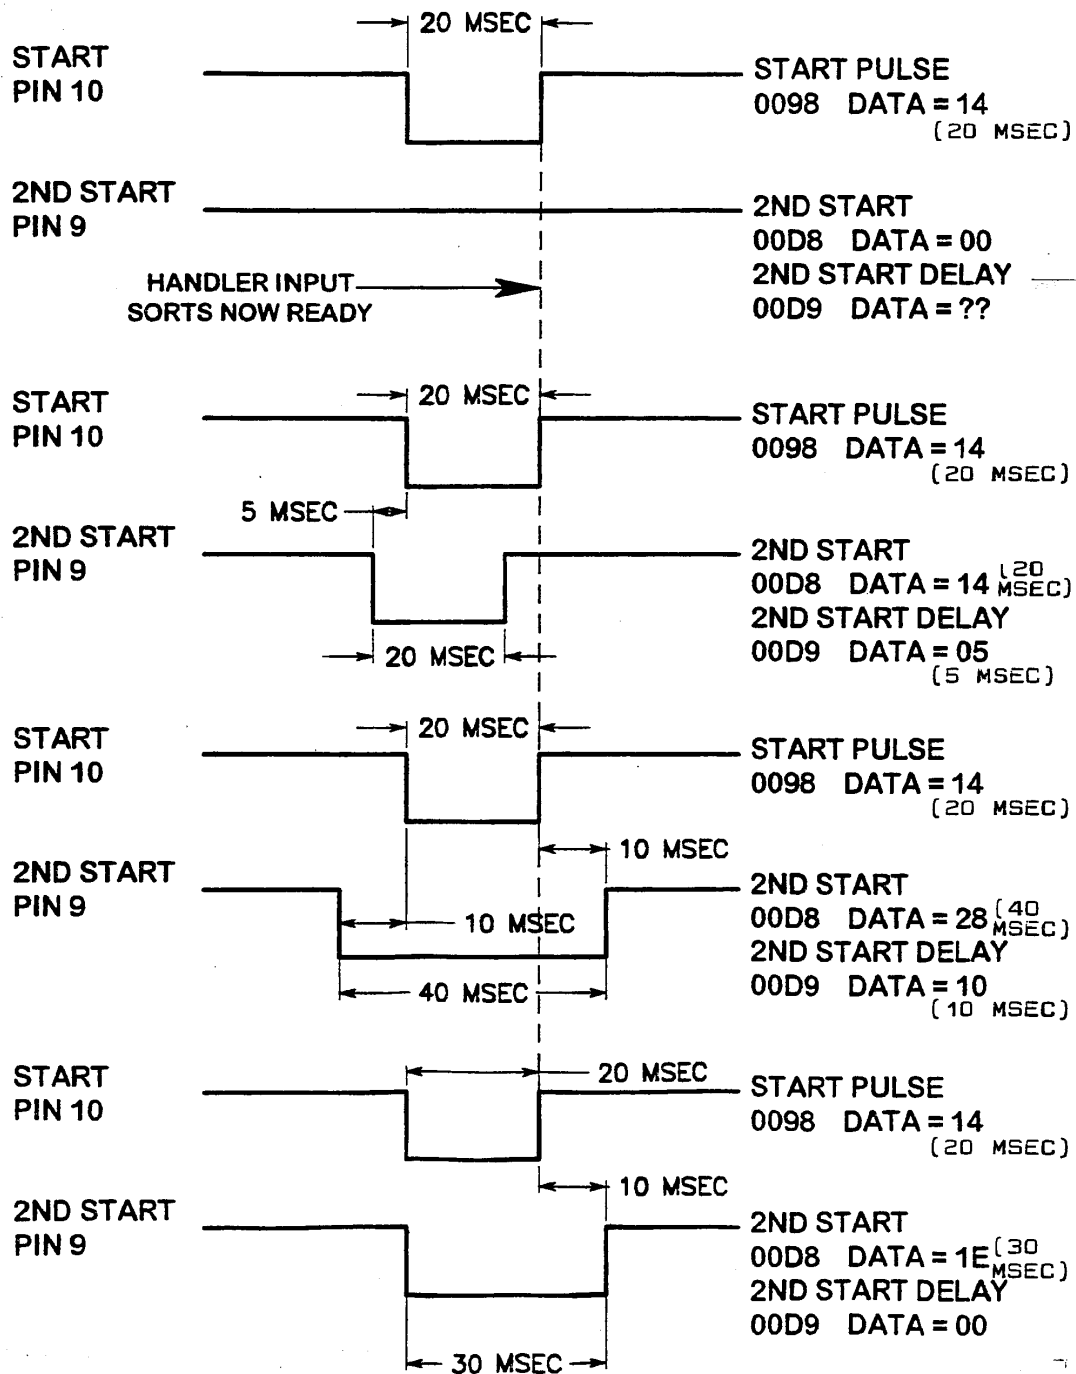 20 MSEC
START
PIN 10
START PULSE
0098 DATA = 14
(20 MSEC)
2ND START
PIN 9
2ND START
00D8 DATA = 00
2ND START DELAY
00D9 DATA = ??
HANDLER INPUT
SORTS NOW READY
20 MSEC
START
PIN 10
START PULSE
0098 DATA = 14
(20 MSEC)
5 MSEC
2ND START
PIN 9
20 MSEC
2ND START
00D8 DATA = 14 (20
MSEC)
2ND START DELAY
00D9 DATA = 05
(5 MSEC)
20 MSEC
START
PIN 10
START PULSE
0098 DATA = 14
(20 MSEC)
10 MSEC
2ND START
PIN 9
10 MSEC
40 MSEC
2ND START
00D8 DATA = 28 (40
MSEC)
2ND START DELAY
00D9 DATA = 10
(10 MSEC)
START
PIN 10
20 MSEC
START PULSE
0098 DATA = 14
(20 MSEC)
10 MSEC
2ND START
PIN 9
2ND START
00D8 DATA = 1E (30
MSEC)
2ND START DELAY
00D9 DATA = 00
30 MSEC